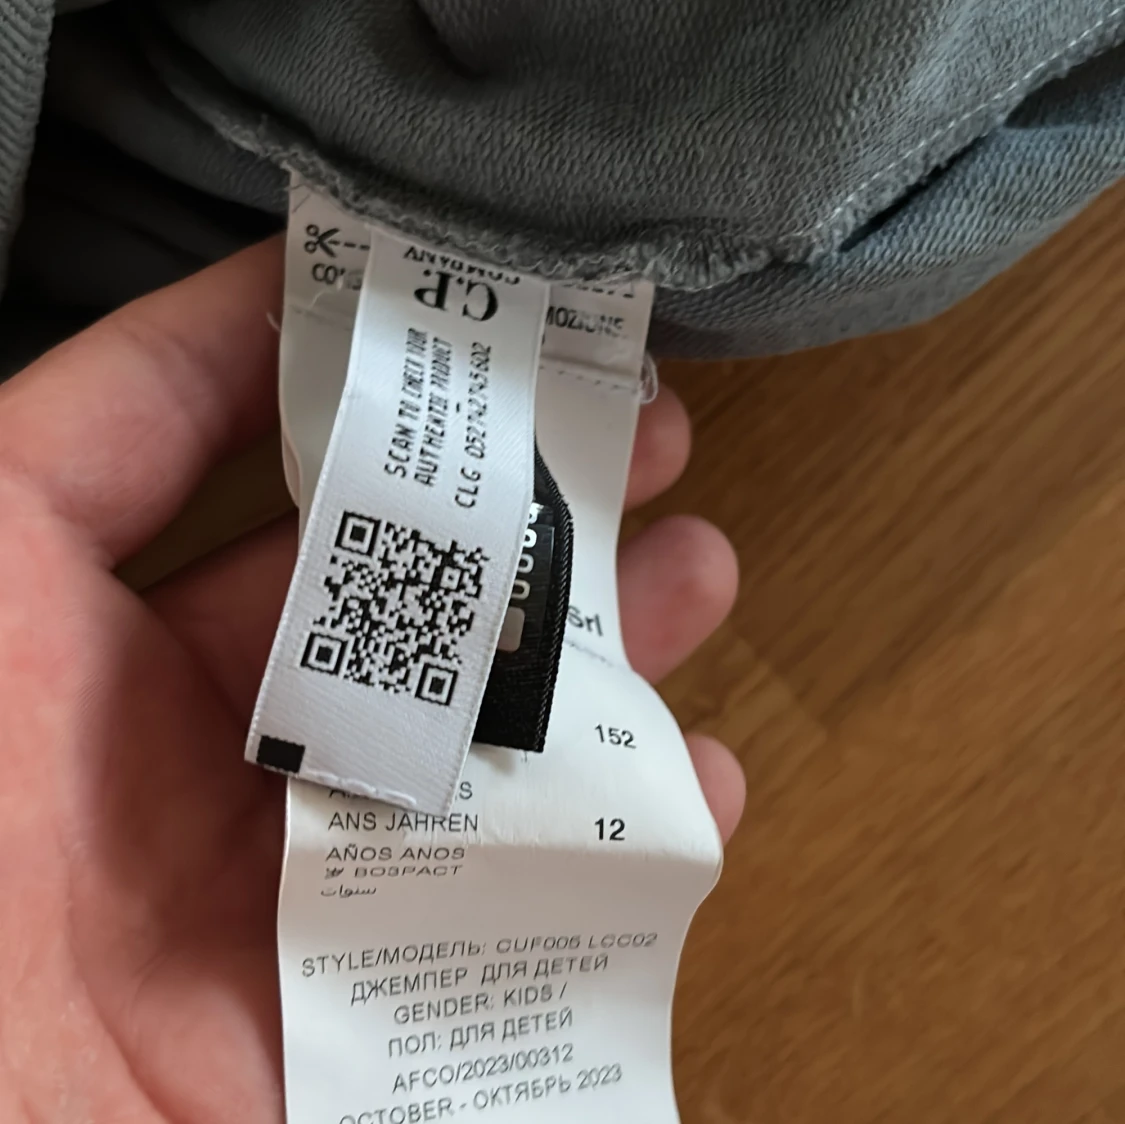 C.P.
COMPANY
SCAN TO CHECK YOUR
AUTHENTIC PRODUCT
CLG
Srl
152
ANS JAHREN 12
AÑOS ANOS
ВОЗРАСТ
سنوات
STYLE/МОДЕЛЬ: CUF005 LCC02
ДЖЕМПЕР ДЛЯ ДЕТЕЙ
GENDER: KIDS /
ПОЛ: ДЛЯ ДЕТЕЙ
AFCO/2023/00312
OCTOBER - ОКТЯБРЬ 2023